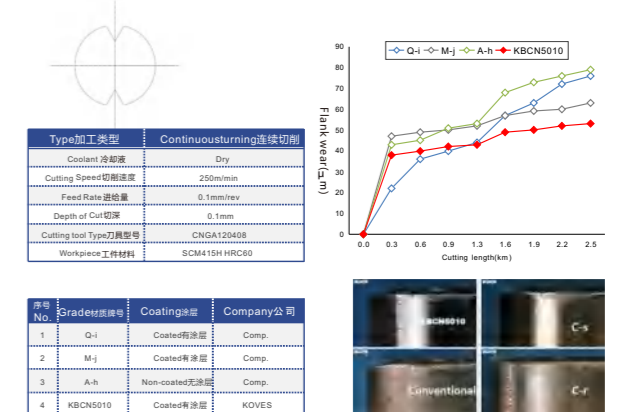 Type加工类型 Continuousturning连续切削
Coolant 冷却液 Dry
Cutting Speed切削速度 250m/min
Feed Rate进给量 0.1mm/rev
Depth of Cut切深 0.1mm
Cutting tool Type刀具型号 CNGA120408
Workpiece工件材料 SCM415H HRC60
序号 No. Grade材质牌号 Coating涂层 Company公司
1 Q-i Coated有涂层 Comp.
2 M-j Coated有涂层 Comp.
3 A-h Non-coated无涂层 Comp.
4 KBCN5010 Coated有涂层 KOVES
Q-i M-j A-h KBCN5010
Flank wear(μm)
90
80
70
60
50
40
30
20
10
0
0.0 0.3 0.6 0.9 1.3 1.6 1.9 2.2 2.5
Cutting length(km)
KBCN5010
C-s
Conventional
C-r